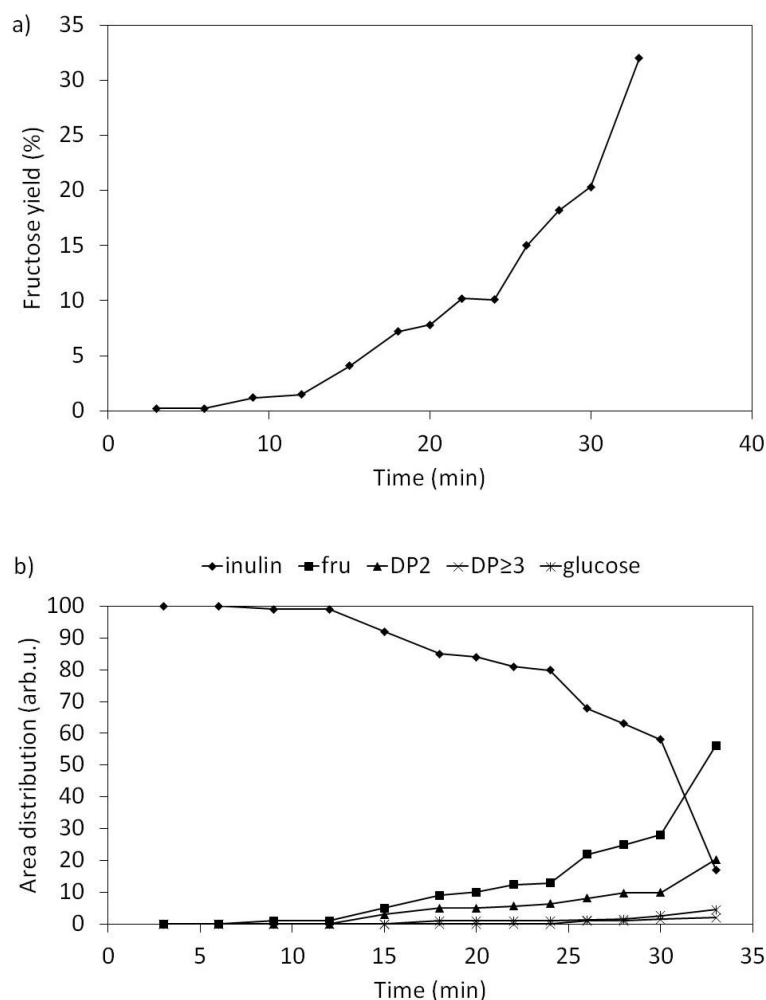 a)
Fructose yield (%)
35
30
25
20
15
10
5
0
0 10 20 30 40
Time (min)
b)
inulin fru DP2 DP≥3 glucose
Area distribution (arb.u.)
100
90
80
70
60
50
40
30
20
10
0
0 5 10 15 20 25 30 35
Time (min)